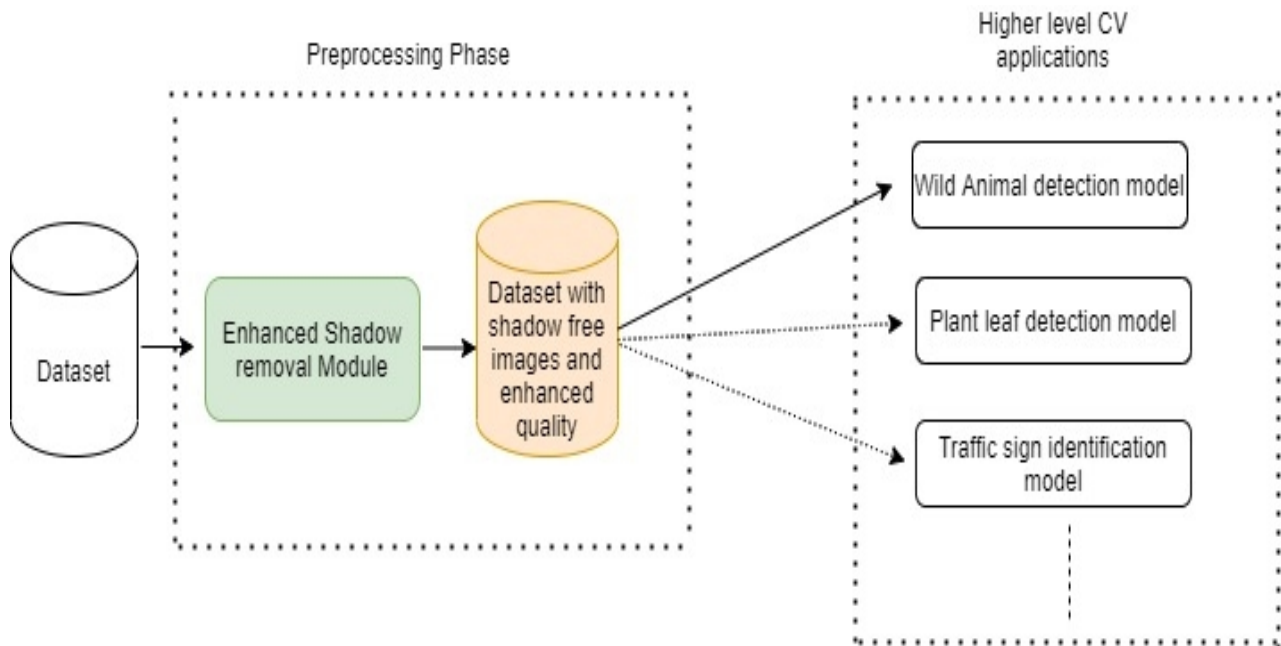 Preprocessing Phase
Higher level CV
applications
Dataset
Enhanced Shadow
removal Module
Dataset with
shadow free
images and
enhanced
quality
Wild Animal detection model
Plant leaf detection model
Traffic sign identification
model